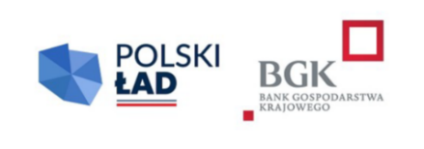 POLSKI
ŁAD
BGK
BANK GOSPODARSTWA
KRAJOWEGO